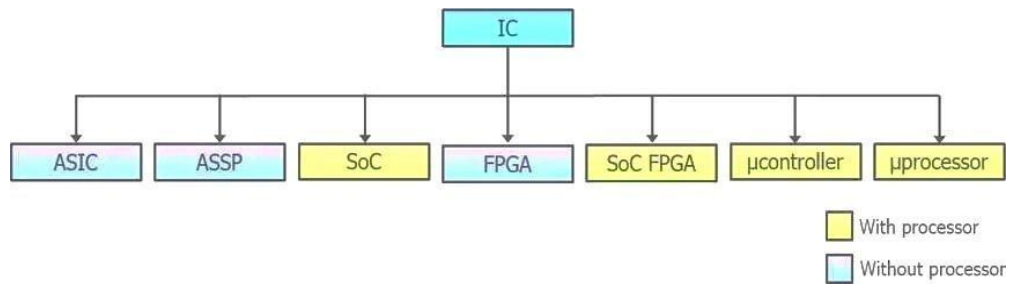 IC
ASIC
ASSP
SoC
FPGA
SoC FPGA
μcontroller
μprocessor
With processor
Without processor